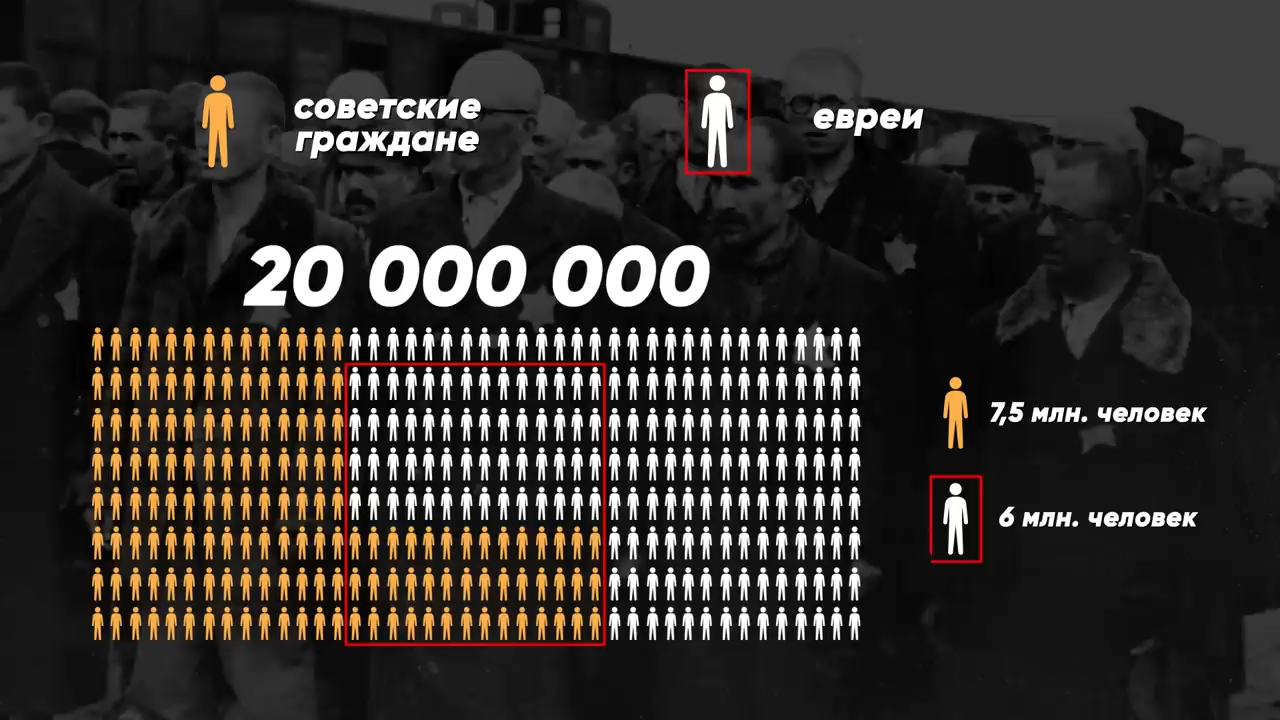 советские
граждане
евреи
20 000 000
7,5 млн. человек
6 млн. человек